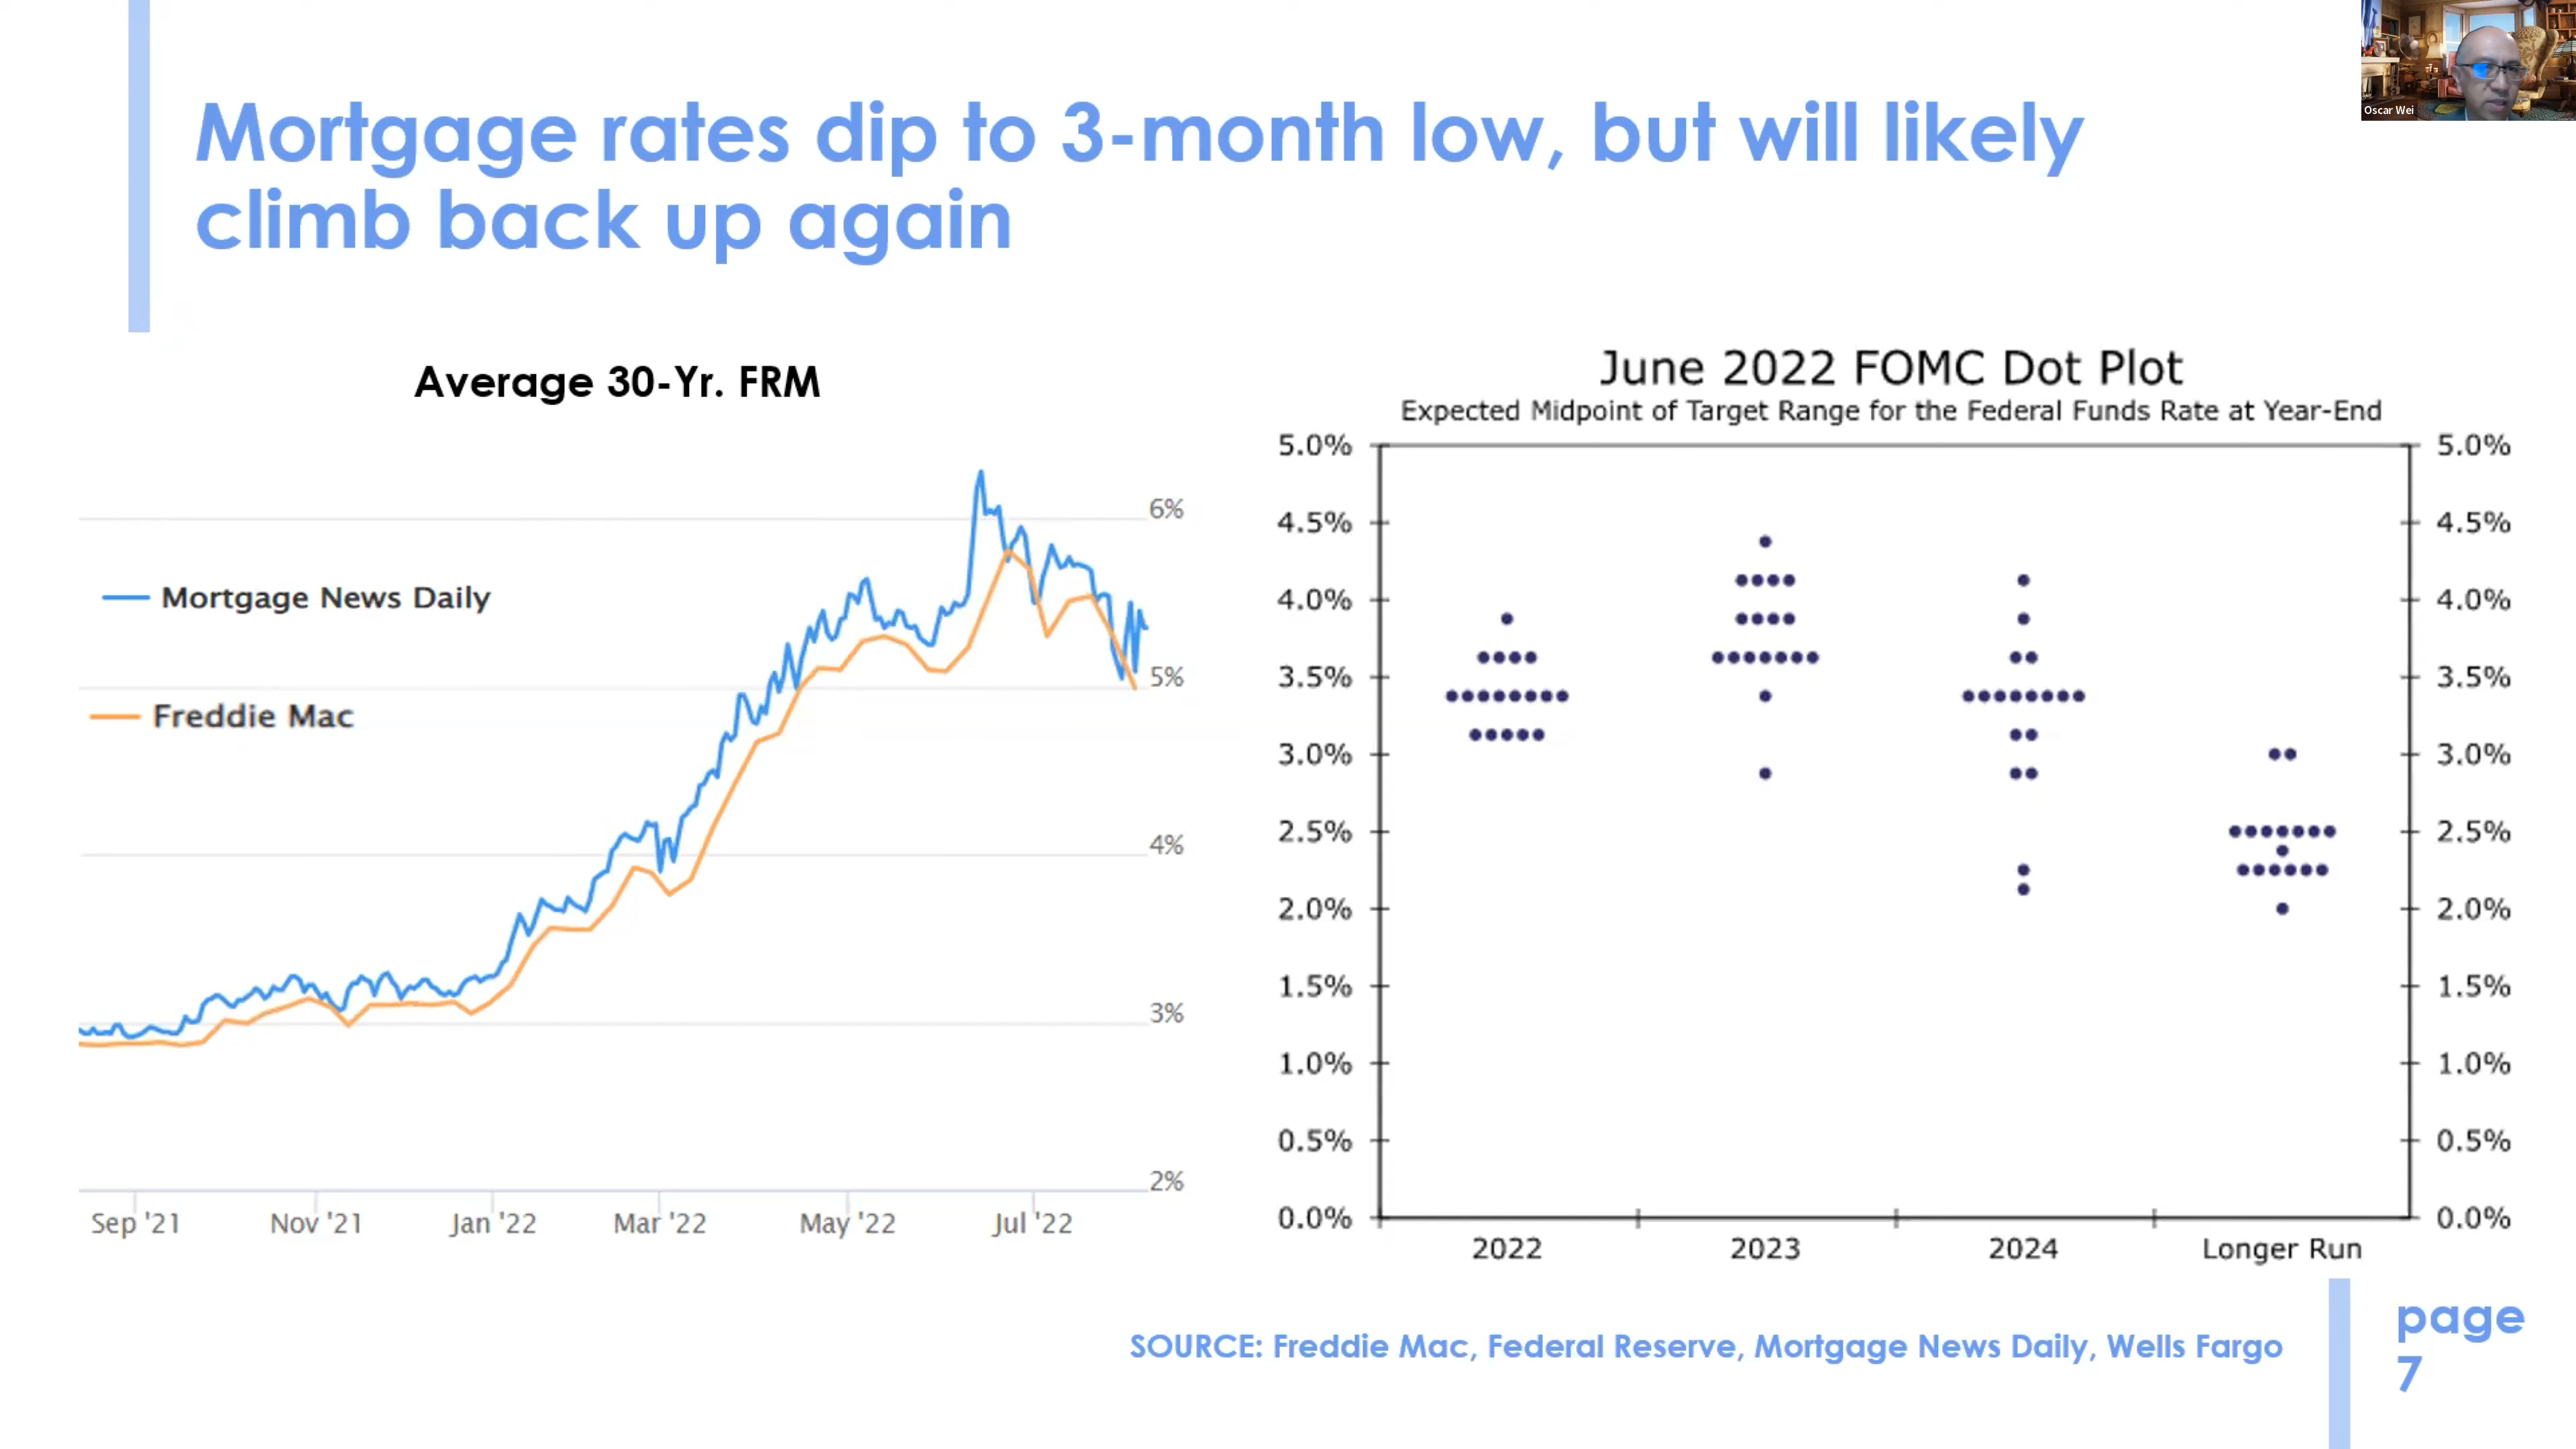 Oscar Wei
Mortgage rates dip to 3-month low, but will likely
climb back up again
Average 30-Yr. FRM
6%
5%
4%
3%
2%
Mortgage News Daily
Freddie Mac
Sep '21
Nov '21
Jan '22
Mar '22
May '22
Jul '22
June 2022 FOMC Dot Plot
Expected Midpoint of Target Range for the Federal Funds Rate at Year-End
5.0% 5.0%
4.5% 4.5%
4.0% 4.0%
3.5% 3.5%
3.0% 3.0%
2.5% 2.5%
2.0% 2.0%
1.5% 1.5%
1.0% 1.0%
0.5% 0.5%
0.0% 0.0%
2022 2023 2024 Longer Run
SOURCE: Freddie Mac, Federal Reserve, Mortgage News Daily, Wells Fargo
page
7